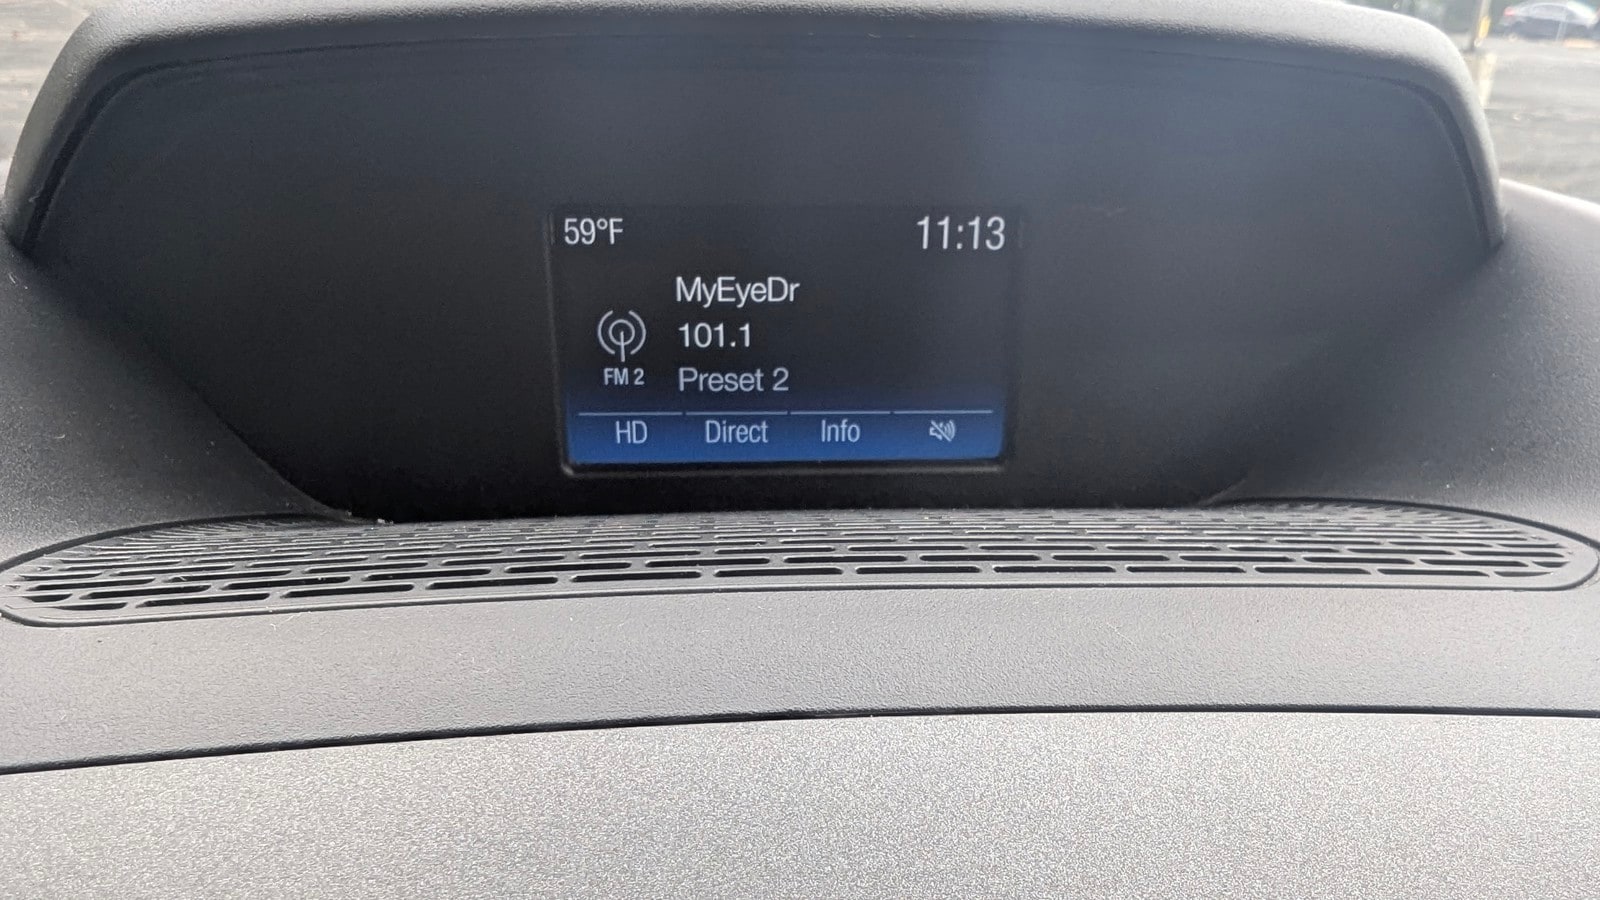 59°F 11:13
MyEyeDr
101.1
FM 2 Preset 2
HD Direct Info